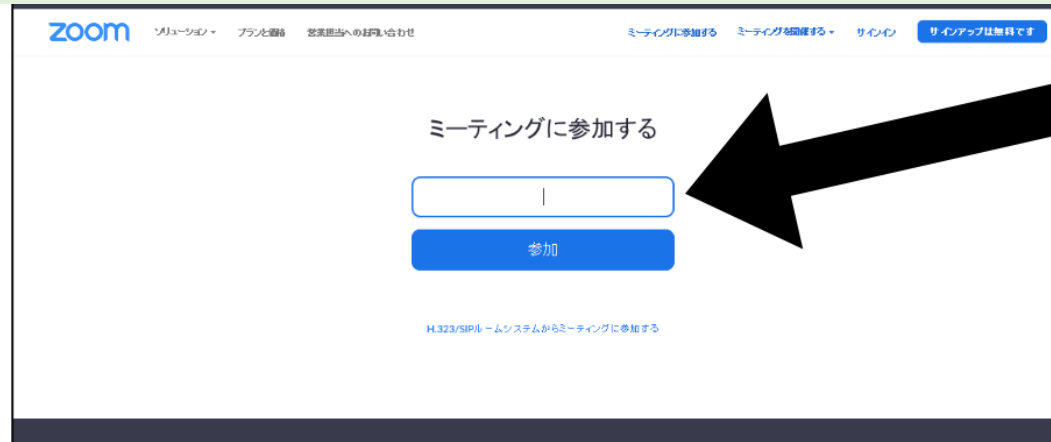 zoom ソリューション プランと価格 営業担当へのお問い合わせ ミーティングに参加する ミーティングを開催する サインイン サインアップは無料です
ミーティングに参加する
参加
H.323/SIPルームシステムからミーティングに参加する